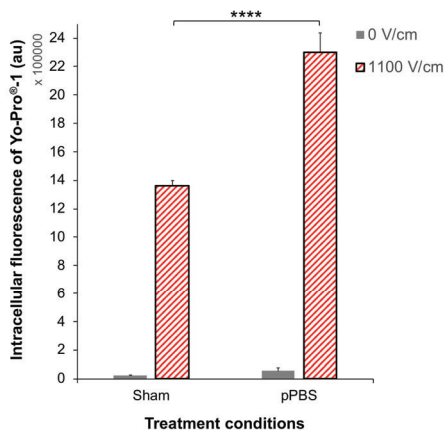 ****
0 V/cm
1100 V/cm
Intracellular fluorescence of Yo-Pro®-1 (au)
x 100000
24
22
20
18
16
14
12
10
8
6
4
2
0
Sham
pPBS
Treatment conditions